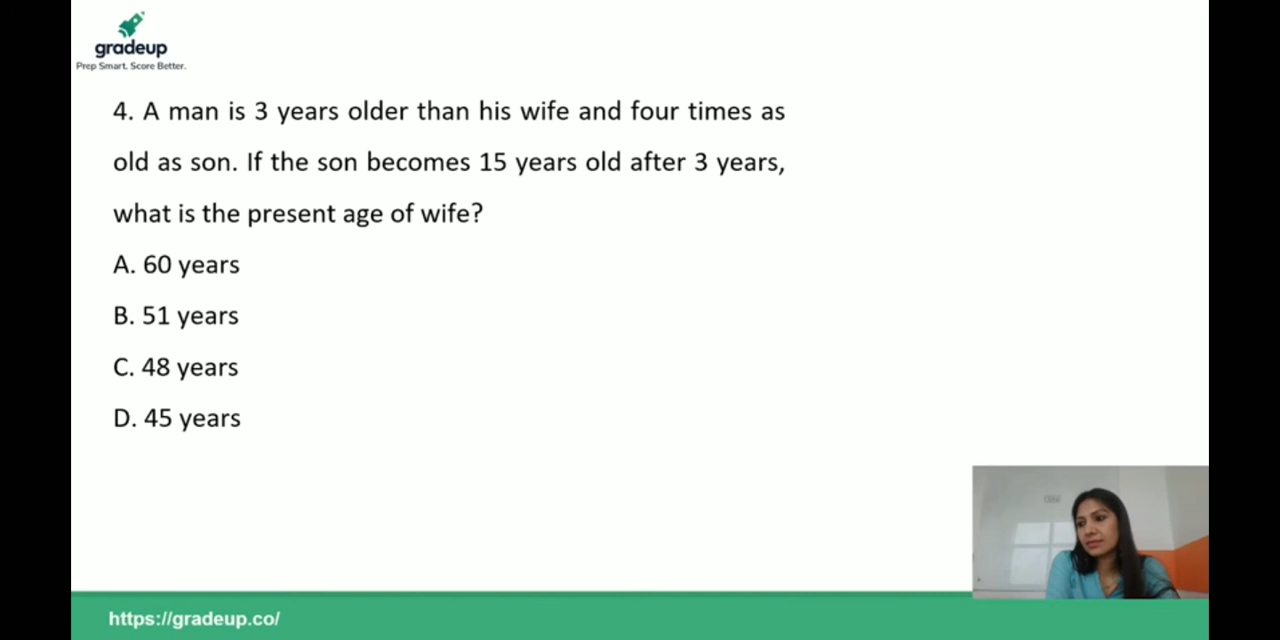 gradeup
Prep Smart. Score Better.
4. A man is 3 years older than his wife and four times as
old as son. If the son becomes 15 years old after 3 years,
what is the present age of wife?
A. 60 years
B. 51 years
C. 48 years
D. 45 years
https://gradeup.co/